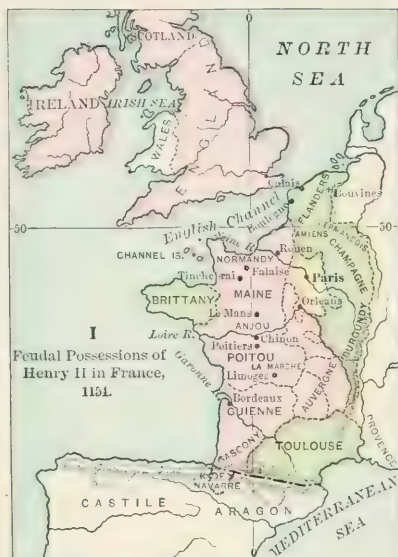 SCOTLAND
NORTH
SEA
IRELAND
IRISH SEA
ENGLAND
WALES
50
50
0
Calais
FLANDERS
Bouvines
Boulogne
English Channel
AMIENS
VERMANDOIS
CHANNEL IS.
Seine R.
Rouen
CHAMPAGNE
NORMANDY
Tinchebrai
Falaise
Paris
BRITTANY
MAINE
Orleans
Le Mans
ANJOU
I
Loire R.
Chinon
BURGUNDY
Feudal Possessions of
Henry II in France,
1154.
Poitiers
POITOU
LA MARCHE
Garonne
Limoges
AUVERGNE
Bordeaux
GUIENNE
PROVENCE
GASCONY
TOULOUSE
K. OF
NAVARRE
CASTILE
ARAGON
MEDITERRANEAN
SEA
0